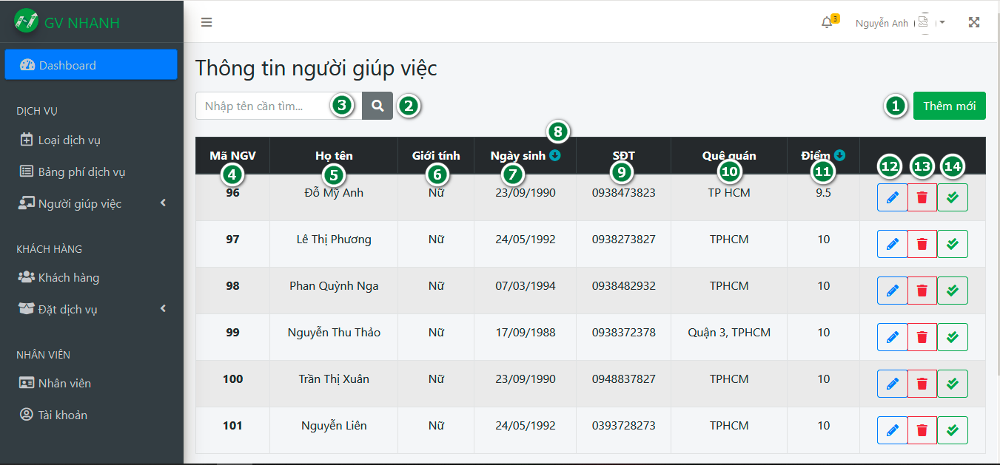 GV NHANH
3
Nguyễn Anh
Dashboard
DỊCH VỤ
Loại dịch vụ
Bảng phí dịch vụ
Người giúp việc
KHÁCH HÀNG
Khách hàng
Đặt dịch vụ
NHÂN VIÊN
Nhân viên
Tài khoản
Thông tin người giúp việc
Nhập tên cần tìm... 3 2 1 Thêm mới
8
Mã NGV Họ tên Giới tính Ngày sinh SĐT Quê quán Điểm
4 5 6 7 9 10 11 12 13 14
96 Đỗ Mỹ Anh Nữ 23/09/1990 0938473823 TP HCM 9.5
97 Lê Thị Phương Nữ 24/05/1992 0938273827 TPHCM 10
98 Phan Quỳnh Nga Nữ 07/03/1994 0938482932 TPHCM 10
99 Nguyễn Thu Thảo Nữ 17/09/1988 0938372378 Quận 3, TPHCM 10
100 Trần Thị Xuân Nữ 23/09/1990 0948837827 TPHCM 10
101 Nguyễn Liên Nữ 24/05/1992 0393728273 TPHCM 10